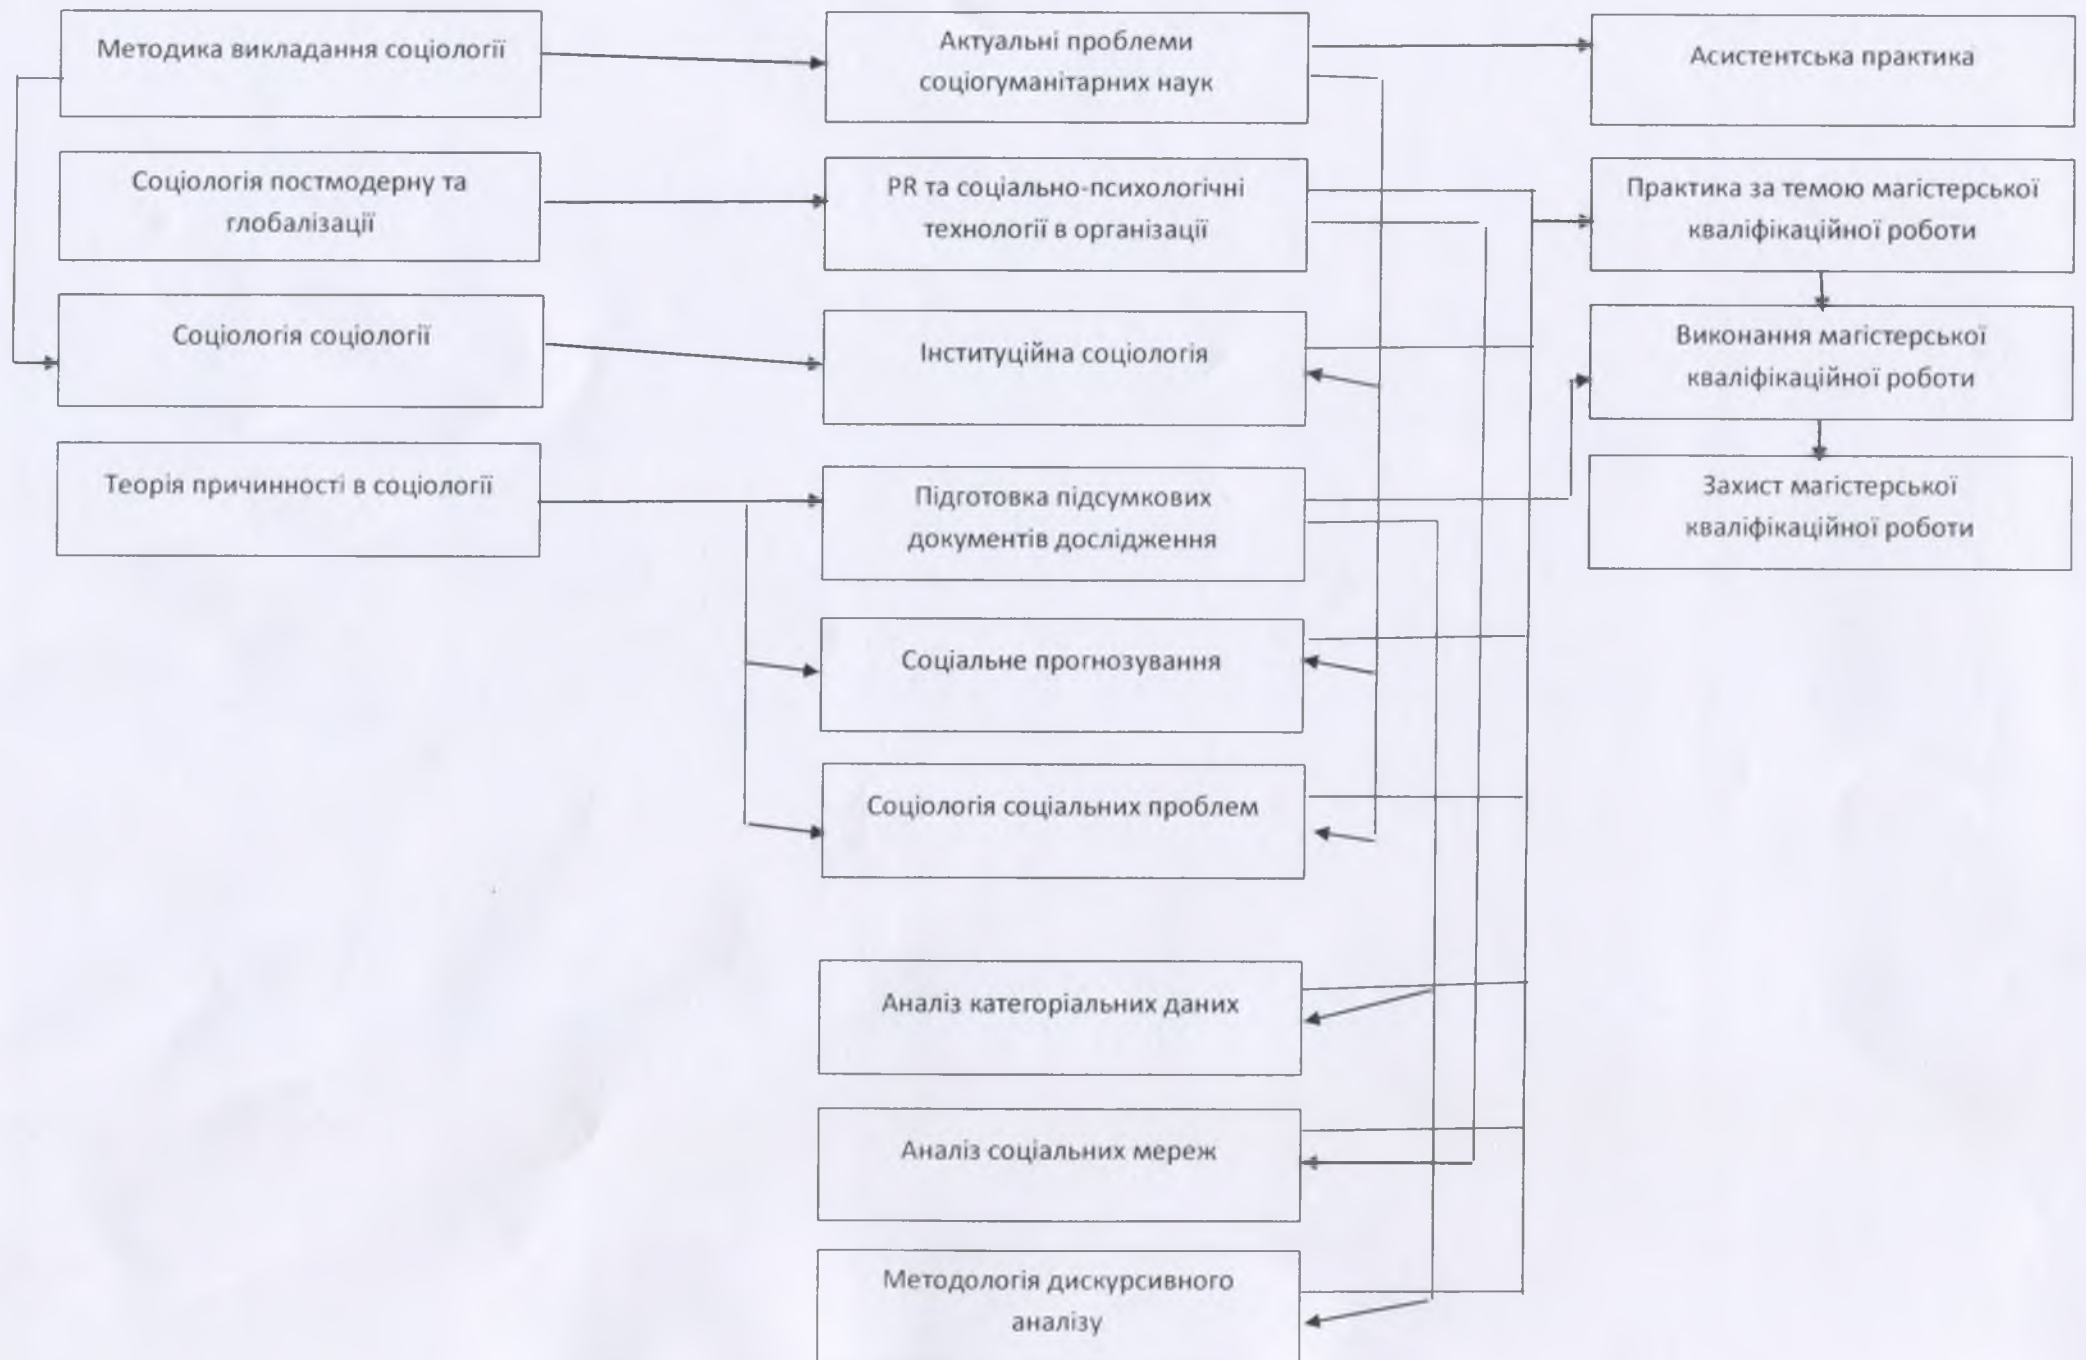 Методика викладання соціології
Соціологія постмодерну та
глобалізації
Соціологія соціології
Теорія причинності в соціології
Актуальні проблеми
соціогуманітарних наук
PR та соціально-психологічні
технології в організації
Інституційна соціологія
Підготовка підсумкових
документів дослідження
Соціальне прогнозування
Соціологія соціальних проблем
Аналіз категоріальних даних
Аналіз соціальних мереж
Методологія дискурсивного
аналізу
Асистентська практика
Практика за темою магістерської
кваліфікаційної роботи
Виконання магістерської
кваліфікаційної роботи
Захист магістерської
кваліфікаційної роботи